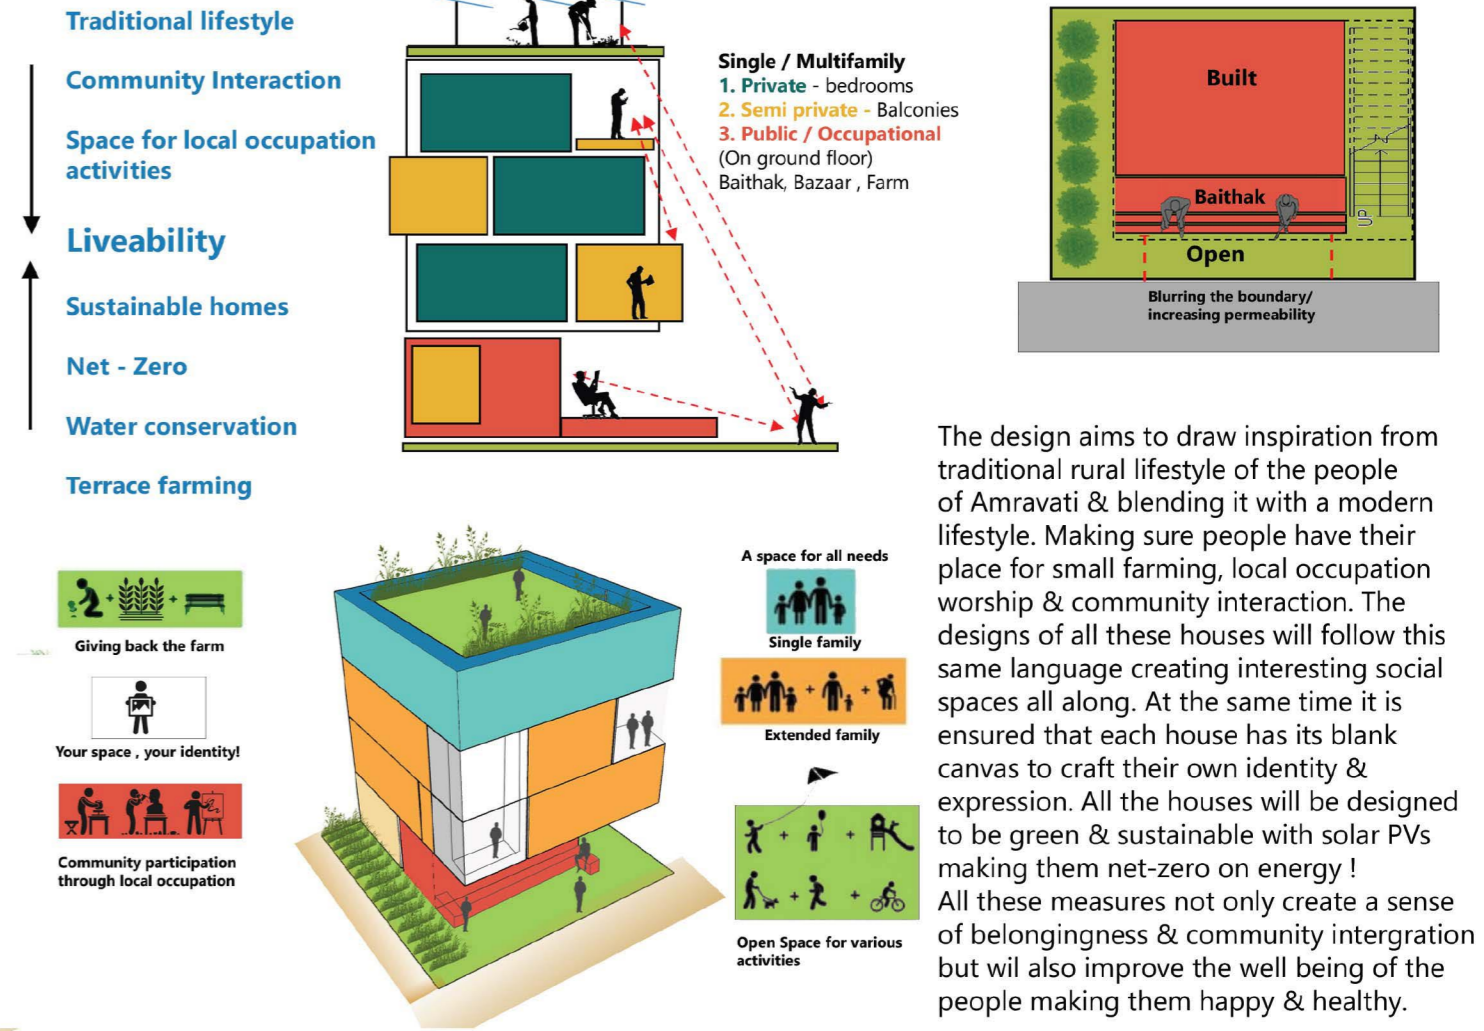 Traditional lifestyle
Community Interaction
Space for local occupation
activities
Liveability
Sustainable homes
Net - Zero
Water conservation
Terrace farming
Single / Multifamily
1. Private - bedrooms
2. Semi private - Balconies
3. Public / Occupational
(On ground floor)
Baithak, Bazaar , Farm
Built
Baithak
Open
Blurring the boundary/
increasing permeability
Giving back the farm
Your space , your identity!
Community participation
through local occupation
A space for all needs
Single family
Extended family
Open Space for various
activities
The design aims to draw inspiration from
traditional rural lifestyle of the people
of Amravati & blending it with a modern
lifestyle. Making sure people have their
place for small farming, local occupation
worship & community interaction. The
designs of all these houses will follow this
same language creating interesting social
spaces all along. At the same time it is
ensured that each house has its blank
canvas to craft their own identity &
expression. All the houses will be designed
to be green & sustainable with solar PVs
making them net-zero on energy !
All these measures not only create a sense
of belongingness & community intergration
but wil also improve the well being of the
people making them happy & healthy.